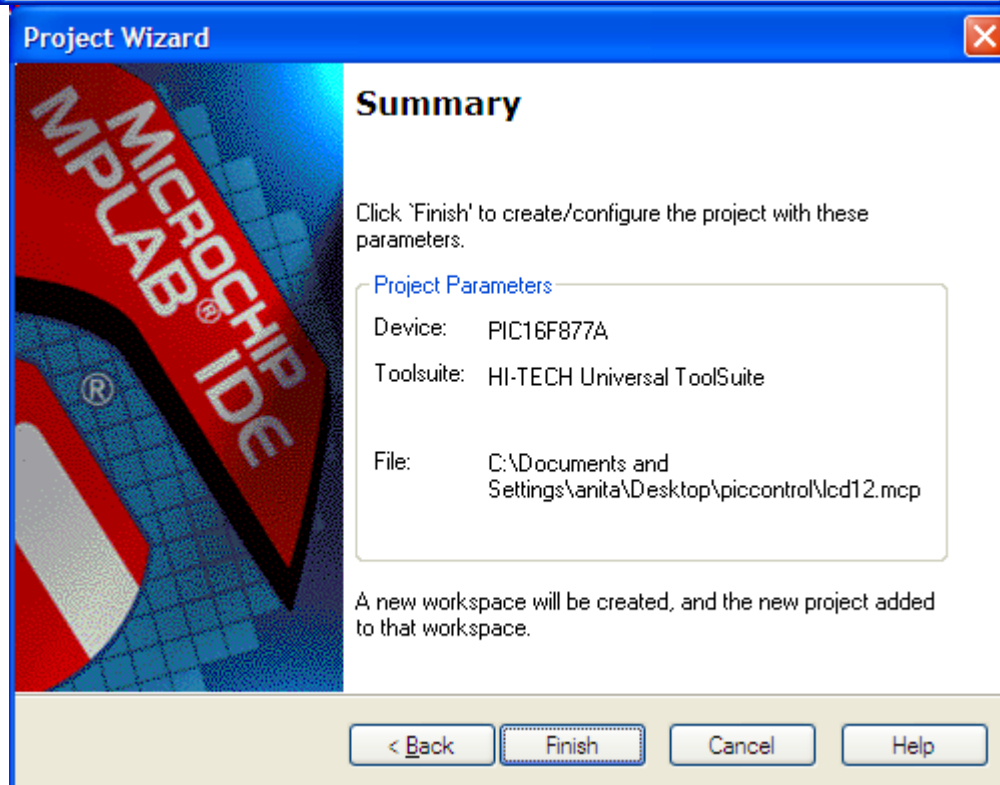 Project Wizard
MICROCHIP
MPLAB® IDE
®
Summary
Click `Finish' to create/configure the project with these
parameters.
Project Parameters
Device: PIC16F877A
Toolsuite: HI-TECH Universal ToolSuite
File: C:\Documents and
Settings\anita\Desktop\piccontrol\lcd12.mcp
A new workspace will be created, and the new project added
to that workspace.
< Back Finish Cancel Help